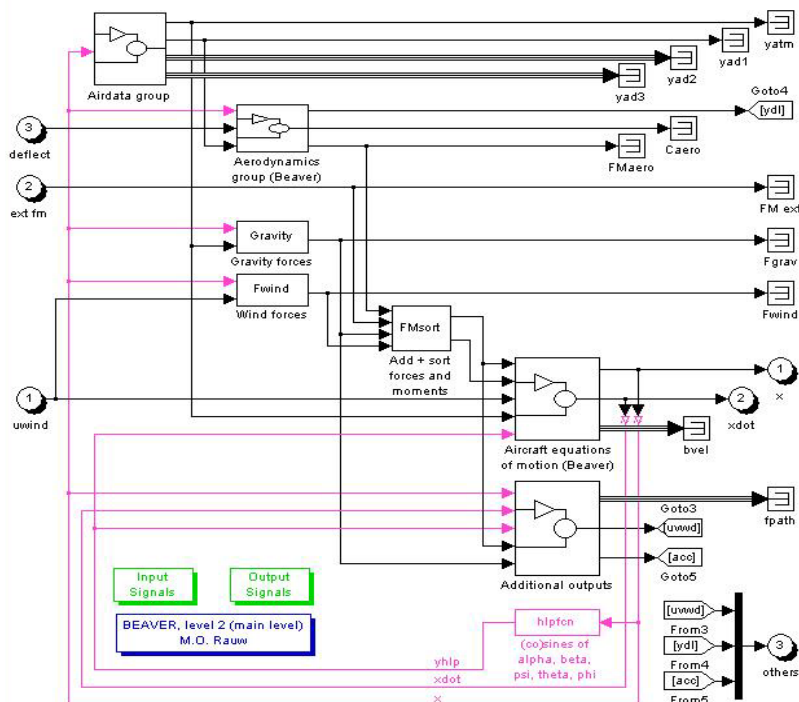 yatm
yad1
yad2
yad3
Airdata group
Goto4
[ydl]
3
deflect
Caero
Aerodynamics
group (Beaver)
FMaero
2
ext fm
FM ext
Gravity
Gravity forces
Fgrav
Fwind
Wind forces
Fwind
FMsort
Add + sort
forces and
moments
1
x
1
uwind
2
xdot
bvel
Aircraft equations
of motion (Beaver)
Goto3
fpath
[uvwd]
[acc]
Goto5
Additional outputs
Input
Signals
Output
Signals
BEAVER, level 2 (main level)
M.O. Rauw
hlpfcn
(co)sines of
alpha, beta,
psi, theta, phi
yhlp
xdot
x
[uvwd]
From3
[ydl]
From4
[acc]
From5
3
others